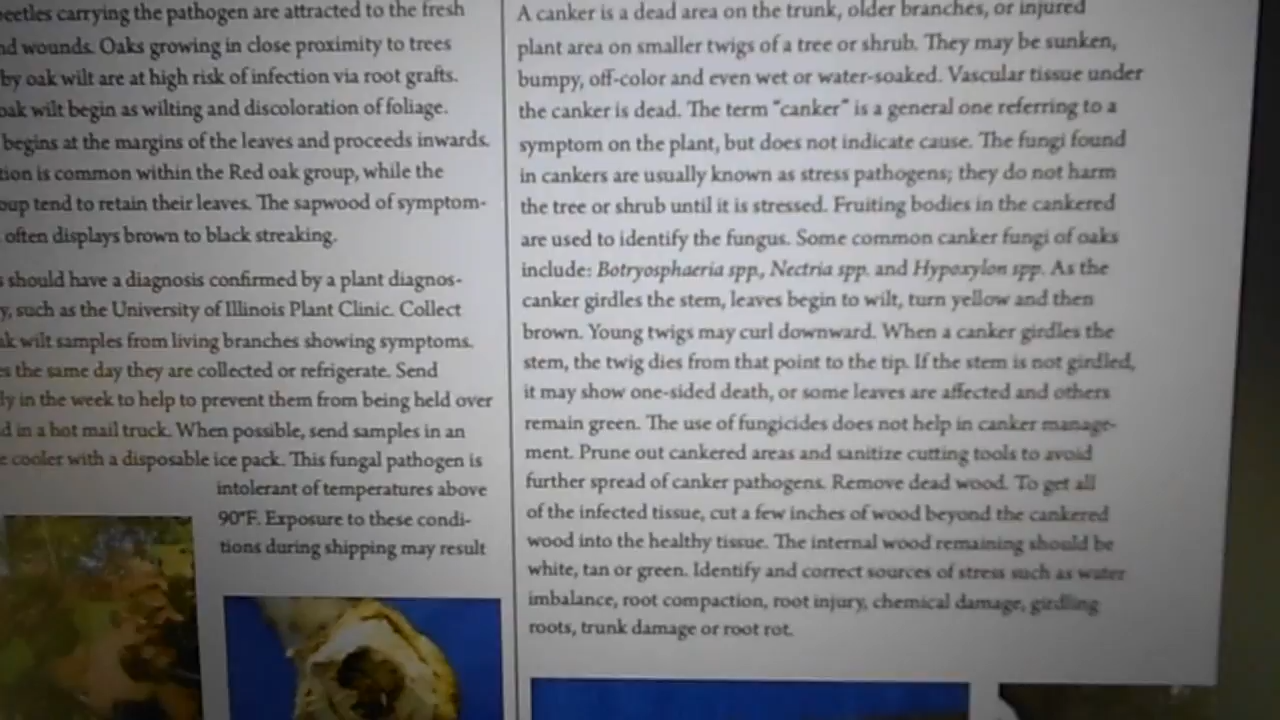 beetles carrying the pathogen are attracted to the fresh
nd wounds. Oaks growing in close proximity to trees
by oak wilt are at high risk of infection via root grafts.
oak wilt begin as wilting and discoloration of foliage.
begins at the margins of the leaves and proceeds inwards.
tion is common within the Red oak group, while the
oup tend to retain their leaves. The sapwood of symptom-
often displays brown to black streaking.
s should have a diagnosis confirmed by a plant diagnos-
y, such as the University of Illinois Plant Clinic. Collect
ak wilt samples from living branches showing symptoms.
es the same day they are collected or refrigerate. Send
ly in the week to help to prevent them from being held over
d in a hot mail truck. When possible, send samples in an
e cooler with a disposable ice pack. This fungal pathogen is
intolerant of temperatures above
90°F. Exposure to these condi-
tions during shipping may result
A canker is a dead area on the trunk, older branches, or injured
plant area on smaller twigs of a tree or shrub. They may be sunken,
bumpy, off-color and even wet or water-soaked. Vascular tissue under
the canker is dead. The term “canker” is a general one referring to a
symptom on the plant, but does not indicate cause. The fungi found
in cankers are usually known as stress pathogens; they do not harm
the tree or shrub until it is stressed. Fruiting bodies in the cankered
are used to identify the fungus. Some common canker fungi of oaks
include: Botryosphaeria spp., Nectria spp. and Hypoxylon spp. As the
canker girdles the stem, leaves begin to wilt, turn yellow and then
brown. Young twigs may curl downward. When a canker girdles the
stem, the twig dies from that point to the tip. If the stem is not girdled,
it may show one-sided death, or some leaves are affected and others
remain green. The use of fungicides does not help in canker manage-
ment. Prune out cankered areas and sanitize cutting tools to avoid
further spread of canker pathogens. Remove dead wood. To get all
of the infected tissue, cut a few inches of wood beyond the cankered
wood into the healthy tissue. The internal wood remaining should be
white, tan or green. Identify and correct sources of stress such as water
imbalance, root compaction, root injury, chemical damage, girdling
roots, trunk damage or root rot.